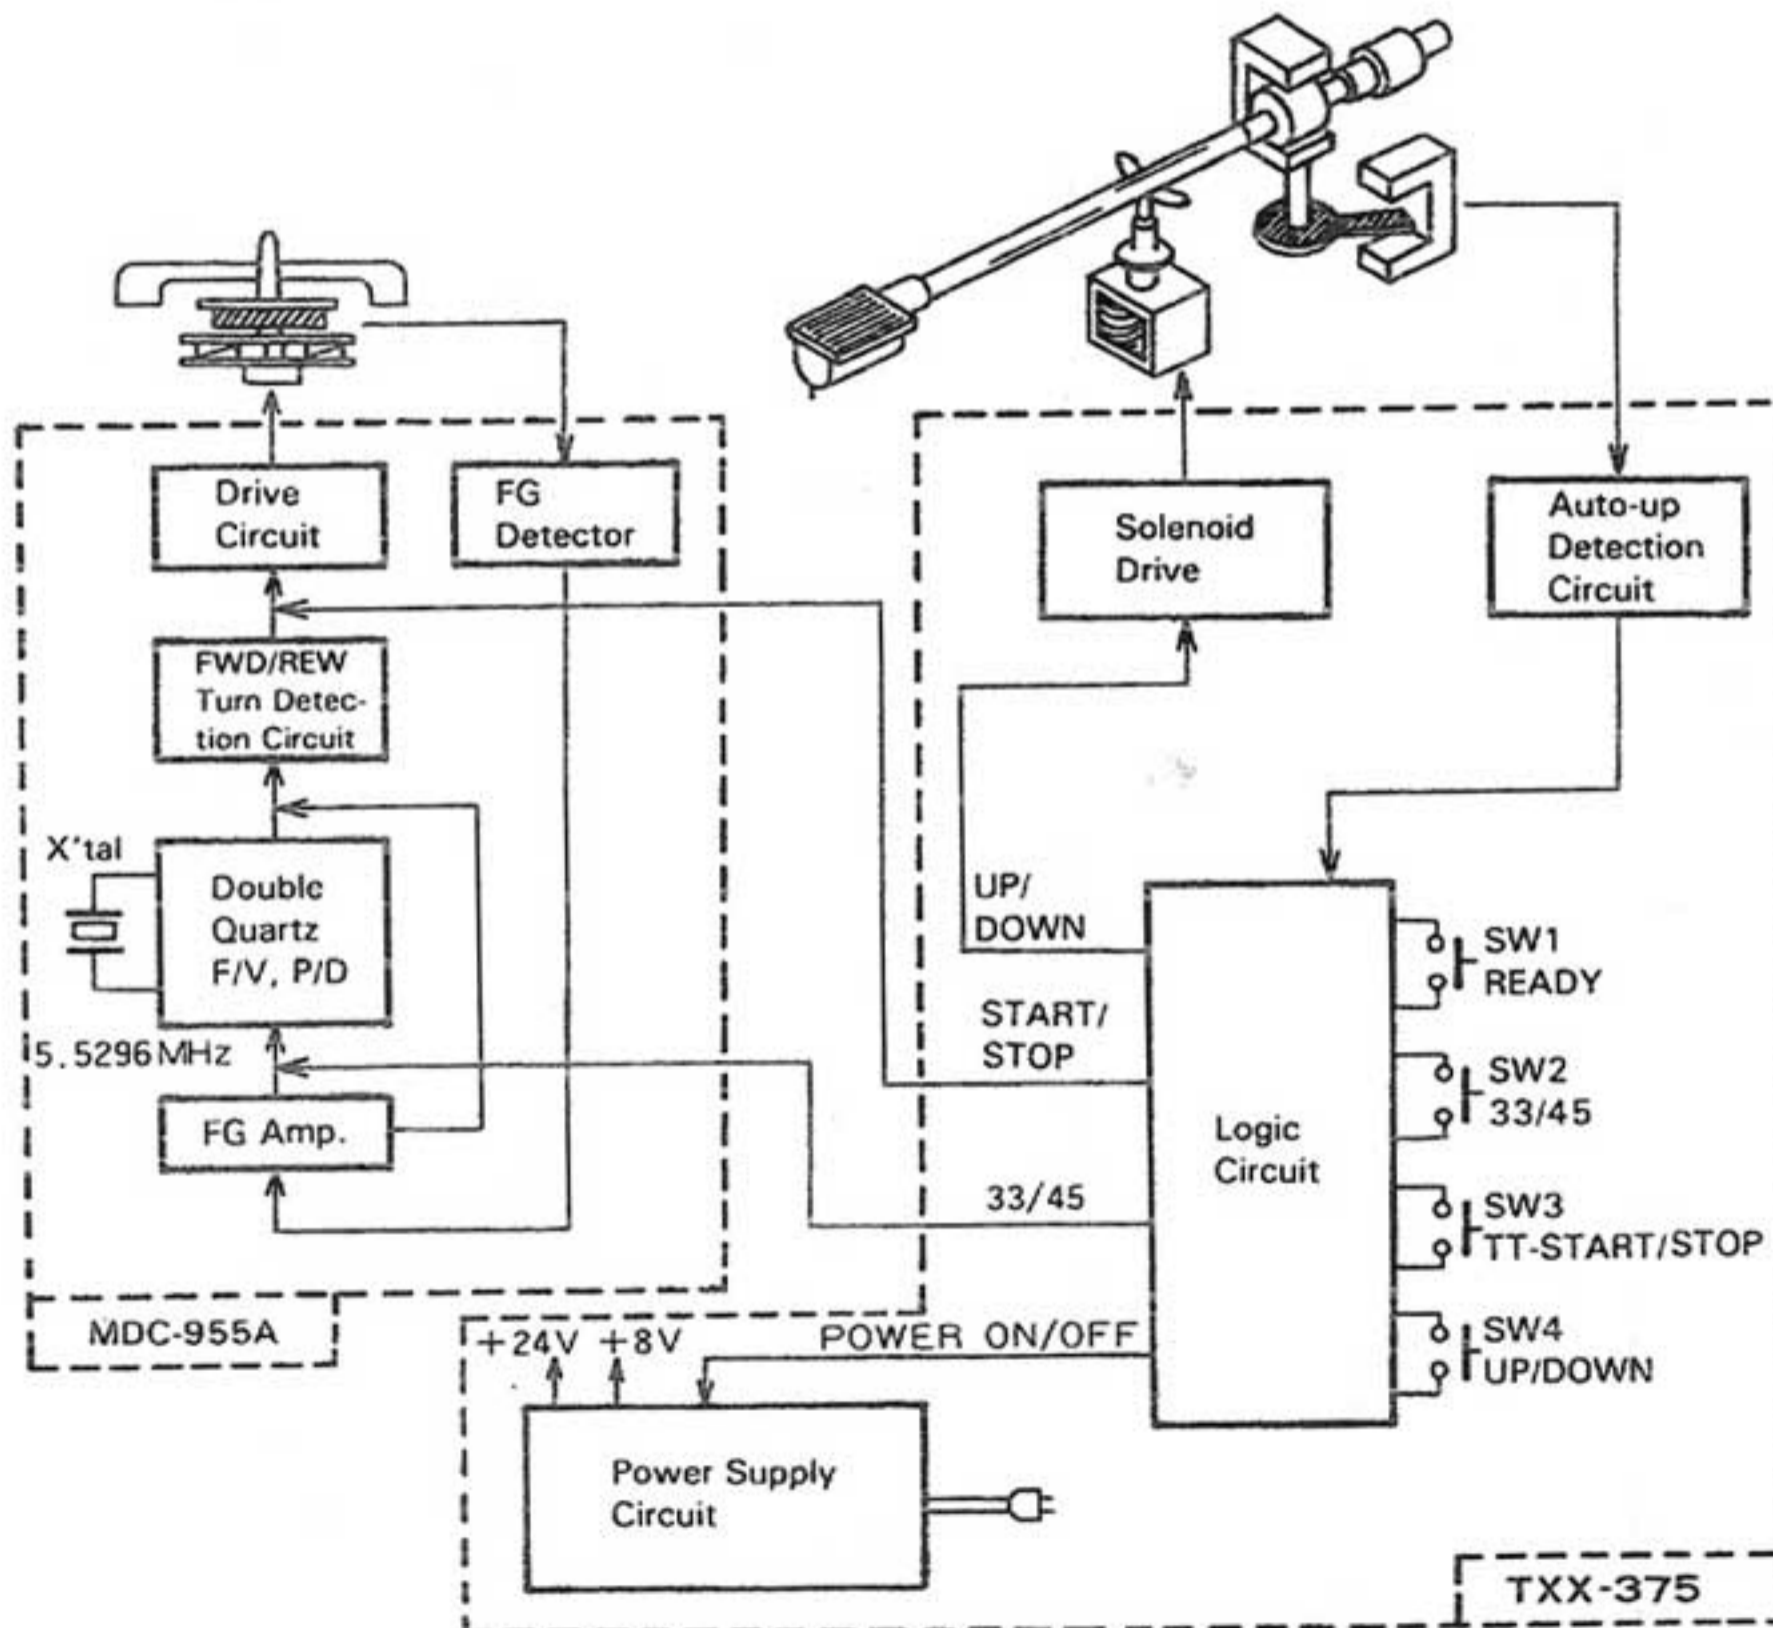 Drive
Circuit
FG
Detector
FWD/REW
Turn Detec-
tion Circuit
X'tal
Double
Quartz
F/V, P/D
5.5296MHz
FG Amp.
MDC-955A
Solenoid
Drive
Auto-up
Detection
Circuit
UP/
DOWN
START/
STOP
33/45
POWER ON/OFF
Logic
Circuit
SW1
READY
SW2
33/45
SW3
TT-START/STOP
SW4
UP/DOWN
+24V +8V
Power Supply
Circuit
TXX-375